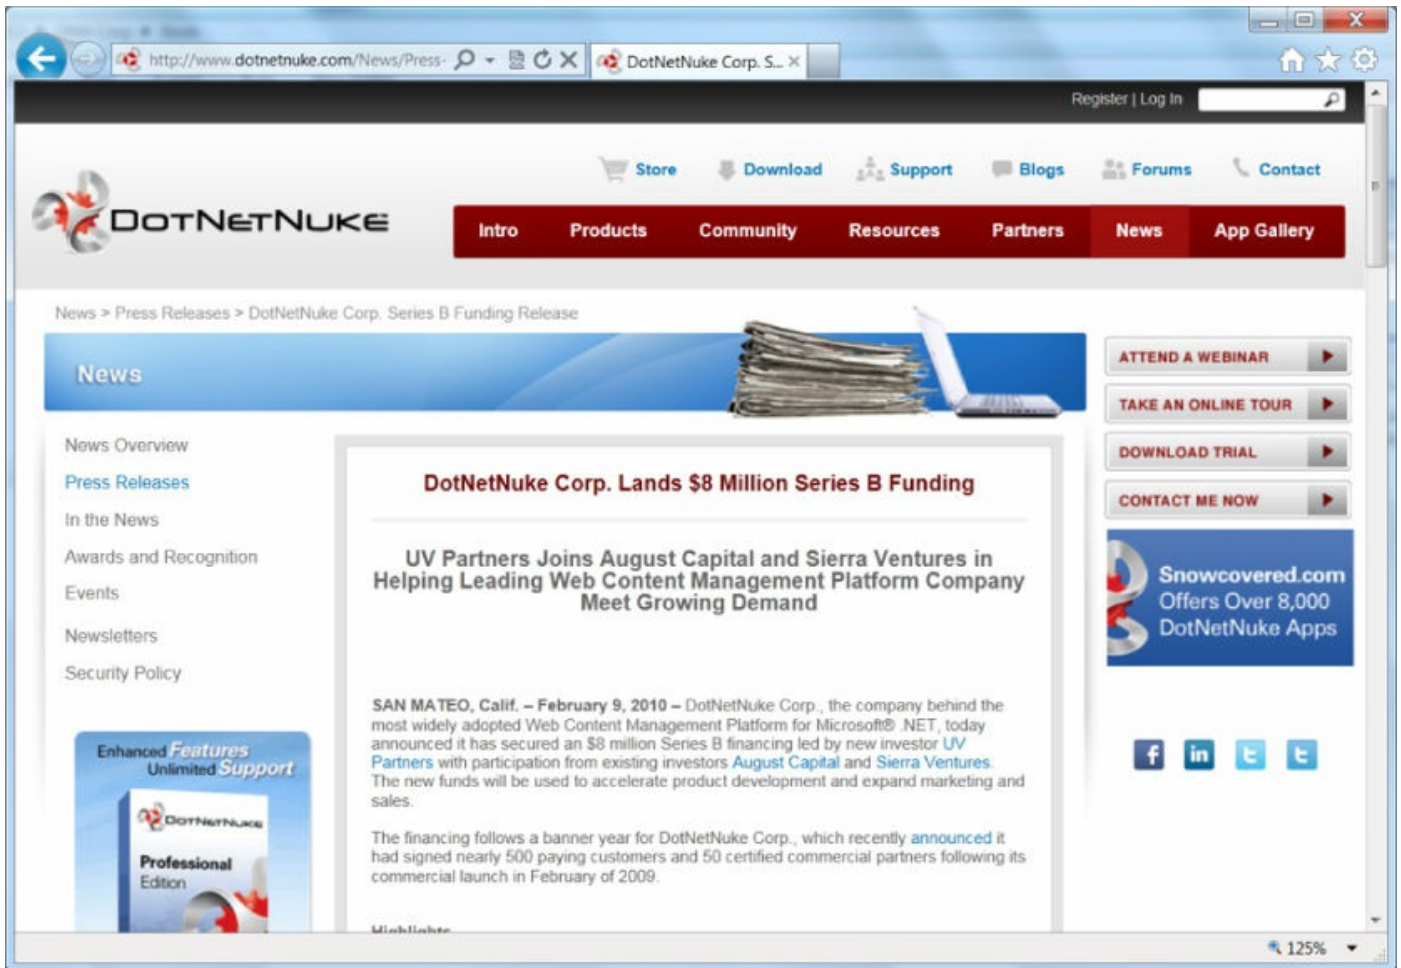 http://www.dotnetnuke.com/News/Press-
DotNetNuke Corp. S...
Register | Log In
Store Download Support Blogs Forums Contact
DOTNETNUKE
Intro Products Community Resources Partners News App Gallery
News > Press Releases > DotNetNuke Corp. Series B Funding Release
News
ATTEND A WEBINAR
TAKE AN ONLINE TOUR
DOWNLOAD TRIAL
CONTACT ME NOW
Snowcovered.com
Offers Over 8,000
DotNetNuke Apps
f in t t
News Overview
Press Releases
In the News
Awards and Recognition
Events
Newsletters
Security Policy
Enhanced Features
Unlimited Support
DOTNETNUKE
Professional
Edition
DotNetNuke Corp. Lands $8 Million Series B Funding
UV Partners Joins August Capital and Sierra Ventures in
Helping Leading Web Content Management Platform Company
Meet Growing Demand
SAN MATEO, Calif. – February 9, 2010 – DotNetNuke Corp., the company behind the
most widely adopted Web Content Management Platform for Microsoft® .NET, today
announced it has secured an $8 million Series B financing led by new investor UV
Partners with participation from existing investors August Capital and Sierra Ventures.
The new funds will be used to accelerate product development and expand marketing and
sales.
The financing follows a banner year for DotNetNuke Corp., which recently announced it
had signed nearly 500 paying customers and 50 certified commercial partners following its
commercial launch in February of 2009.
Highlights
125%